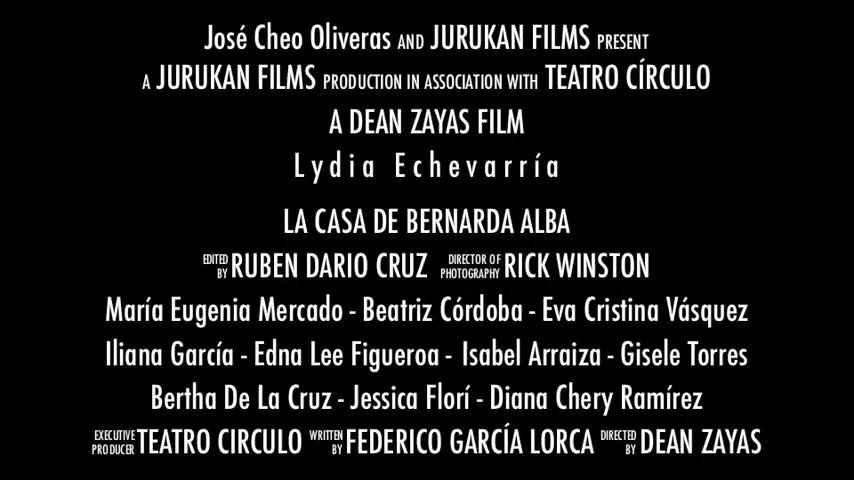 José Cheo Oliveras AND JURUKAN FILMS PRESENT
A JURUKAN FILMS PRODUCTION IN ASSOCIATION WITH TEATRO CÍRCULO
A DEAN ZAYAS FILM
Lydia Echevarría
LA CASA DE BERNARDA ALBA
EDITED BY RUBEN DARIO CRUZ DIRECTOR OF PHOTOGRAPHY RICK WINSTON
María Eugenia Mercado - Beatriz Córdoba - Eva Cristina Vásquez
Iliana García - Edna Lee Figueroa - Isabel Arraiza - Gisele Torres
Bertha De La Cruz - Jessica Florí - Diana Chery Ramírez
EXECUTIVE PRODUCER TEATRO CIRCULO WRITTEN BY FEDERICO GARCÍA LORCA DIRECTED BY DEAN ZAYAS